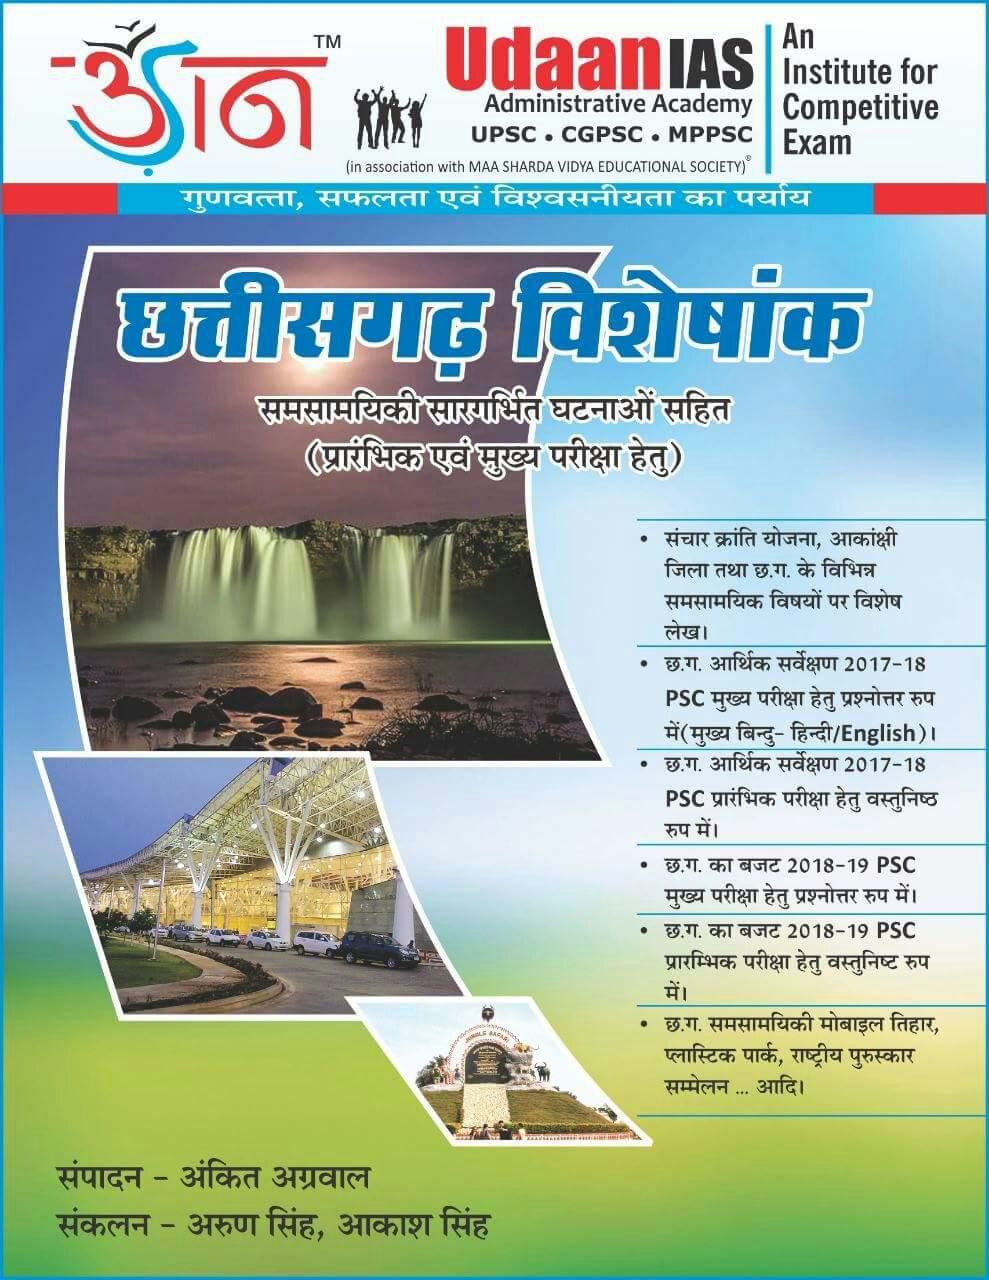 उड़ान TM
Udaan IAS
Administrative Academy
UPSC • CGPSC • MPPSC
(in association with MAA SHARDA VIDYA EDUCATIONAL SOCIETY)®
An
Institute for
Competitive
Exam
गुणवत्ता, सफलता एवं विश्वसनीयता का पर्याय
छत्तीसगढ़ विशेषांक
समसामयिकी सारगर्भित घटनाओं सहित
(प्रारंभिक एवं मुख्य परीक्षा हेतु)
• संचार क्रांति योजना, आकांक्षी
जिला तथा छ.ग. के विभिन्न
समसामयिक विषयों पर विशेष
लेख।
• छ.ग. आर्थिक सर्वेक्षण 2017-18
PSC मुख्य परीक्षा हेतु प्रश्नोत्तर रुप
में(मुख्य बिन्दु- हिन्दी/English)।
• छ.ग. आर्थिक सर्वेक्षण 2017-18
PSC प्रारंभिक परीक्षा हेतु वस्तुनिष्ठ
रुप में।
• छ.ग. का बजट 2018-19 PSC
मुख्य परीक्षा हेतु प्रश्नोत्तर रुप में।
• छ.ग. का बजट 2018-19 PSC
प्रारम्भिक परीक्षा हेतु वस्तुनिष्ट रुप
में।
• छ.ग. समसामयिकी मोबाइल तिहार,
प्लास्टिक पार्क, राष्ट्रीय पुरुस्कार
सम्मेलन ... आदि।
JUNGLE SAFARI
संपादन - अंकित अग्रवाल
संकलन - अरुण सिंह, आकाश सिंह